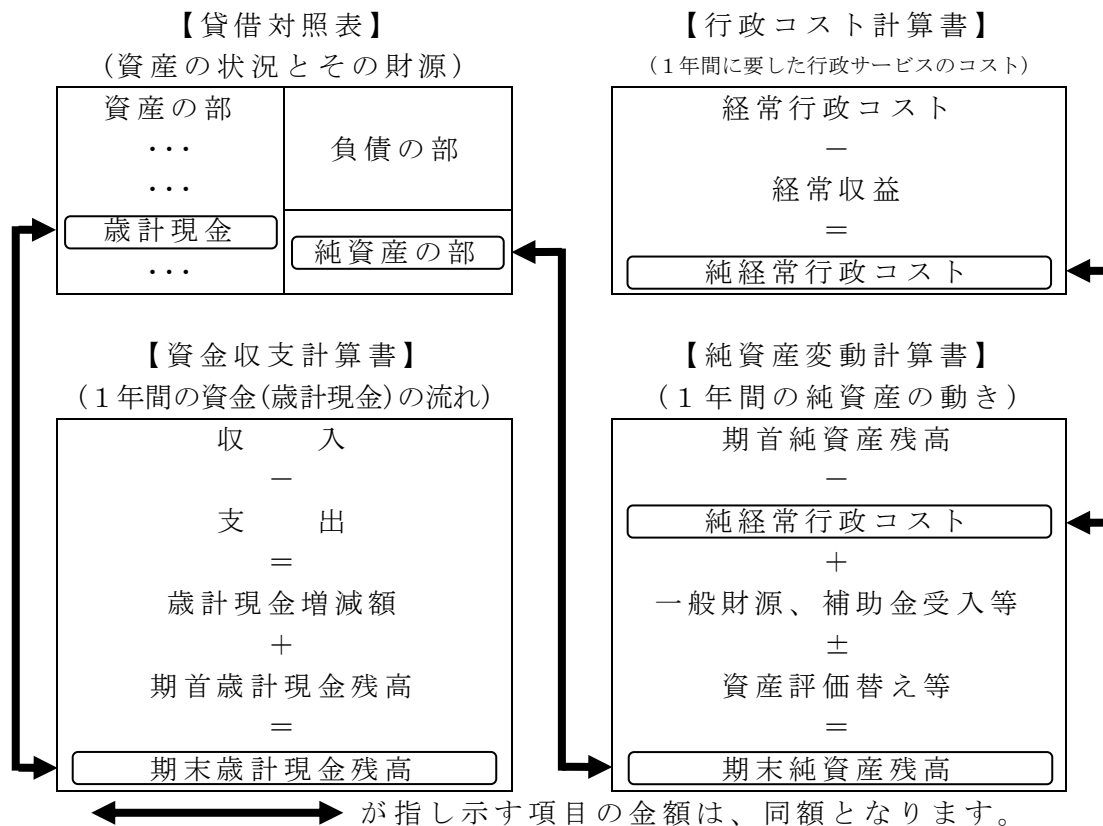 【貸借対照表】
(資産の状況とその財源)
資産の部
・・・
・・・
歳計現金
・・・
負債の部
純資産の部
【行政コスト計算書】
(1年間に要した行政サービスのコスト)
経常行政コスト
－
経常収益
＝
純経常行政コスト
【資金収支計算書】
(1年間の資金(歳計現金)の流れ)
収　　入
－
支　　出
＝
歳計現金増減額
＋
期首歳計現金残高
＝
期末歳計現金残高
【純資産変動計算書】
(1年間の純資産の動き)
期首純資産残高
－
純経常行政コスト
＋
一般財源、補助金受入等
±
資産評価替え等
＝
期末純資産残高
が指し示す項目の金額は、同額となります。